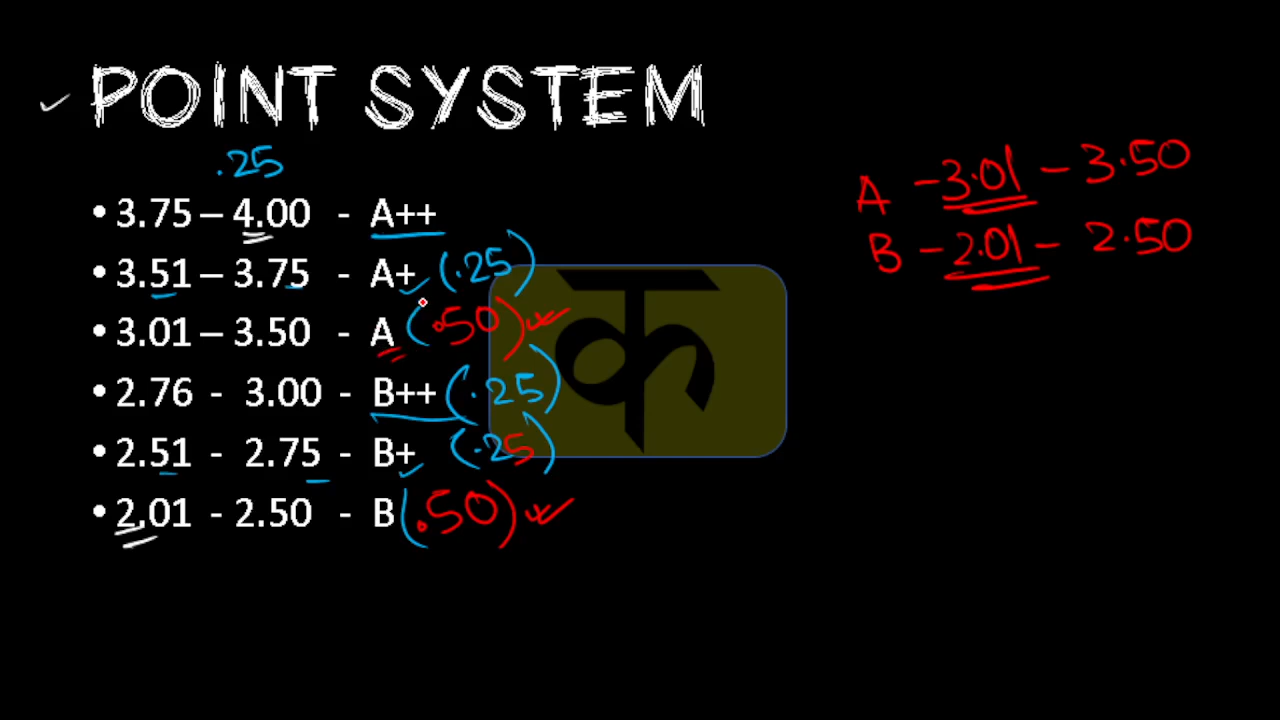 POINT SYSTEM
.25
• 3.75 – 4.00 - A++
• 3.51 – 3.75 - A+ (.25)
• 3.01 – 3.50 - A (.50)
• 2.76 - 3.00 - B++ (.25)
• 2.51 - 2.75 - B+ (.25)
• 2.01 - 2.50 - B (.50)
A - 3.01 - 3.50
B - 2.01 - 2.50
क